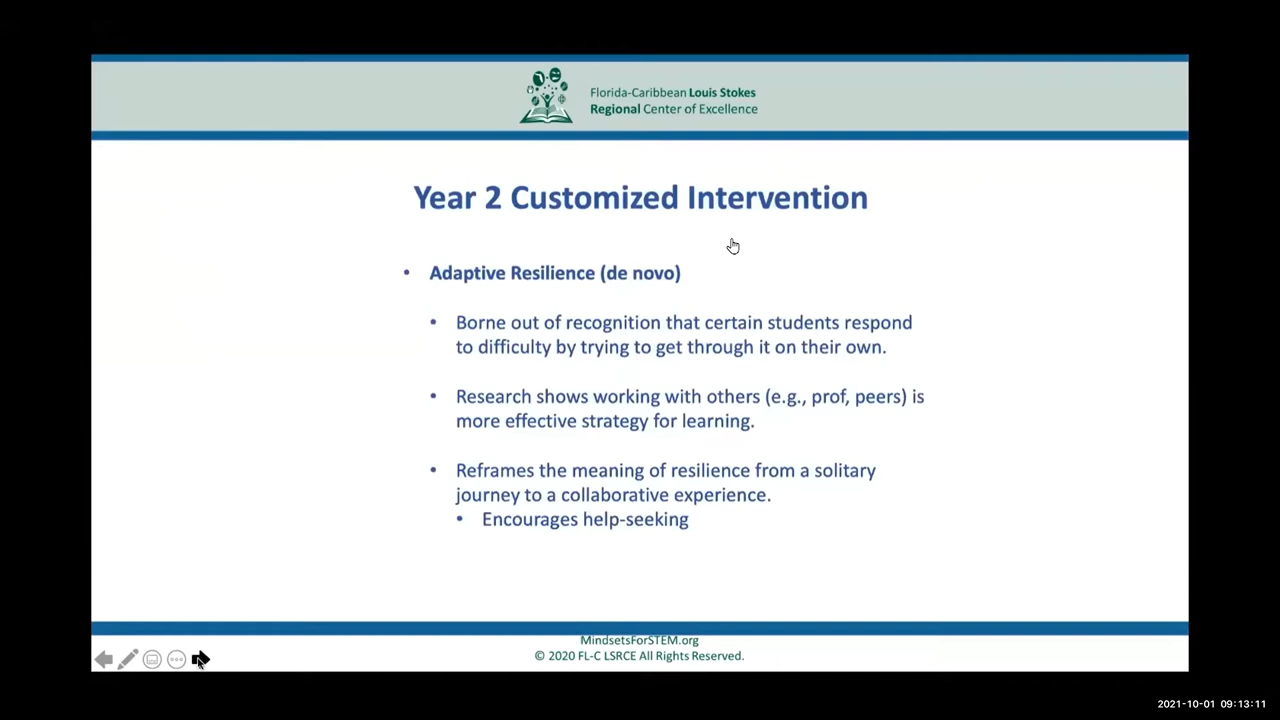 Florida-Caribbean Louis Stokes
Regional Center of Excellence
Year 2 Customized Intervention
• Adaptive Resilience (de novo)
• Borne out of recognition that certain students respond
to difficulty by trying to get through it on their own.
• Research shows working with others (e.g., prof, peers) is
more effective strategy for learning.
• Reframes the meaning of resilience from a solitary
journey to a collaborative experience.
• Encourages help-seeking
MindsetsForSTEM.org
© 2020 FL-C LSRCE All Rights Reserved.
2021-10-01 09:13:11